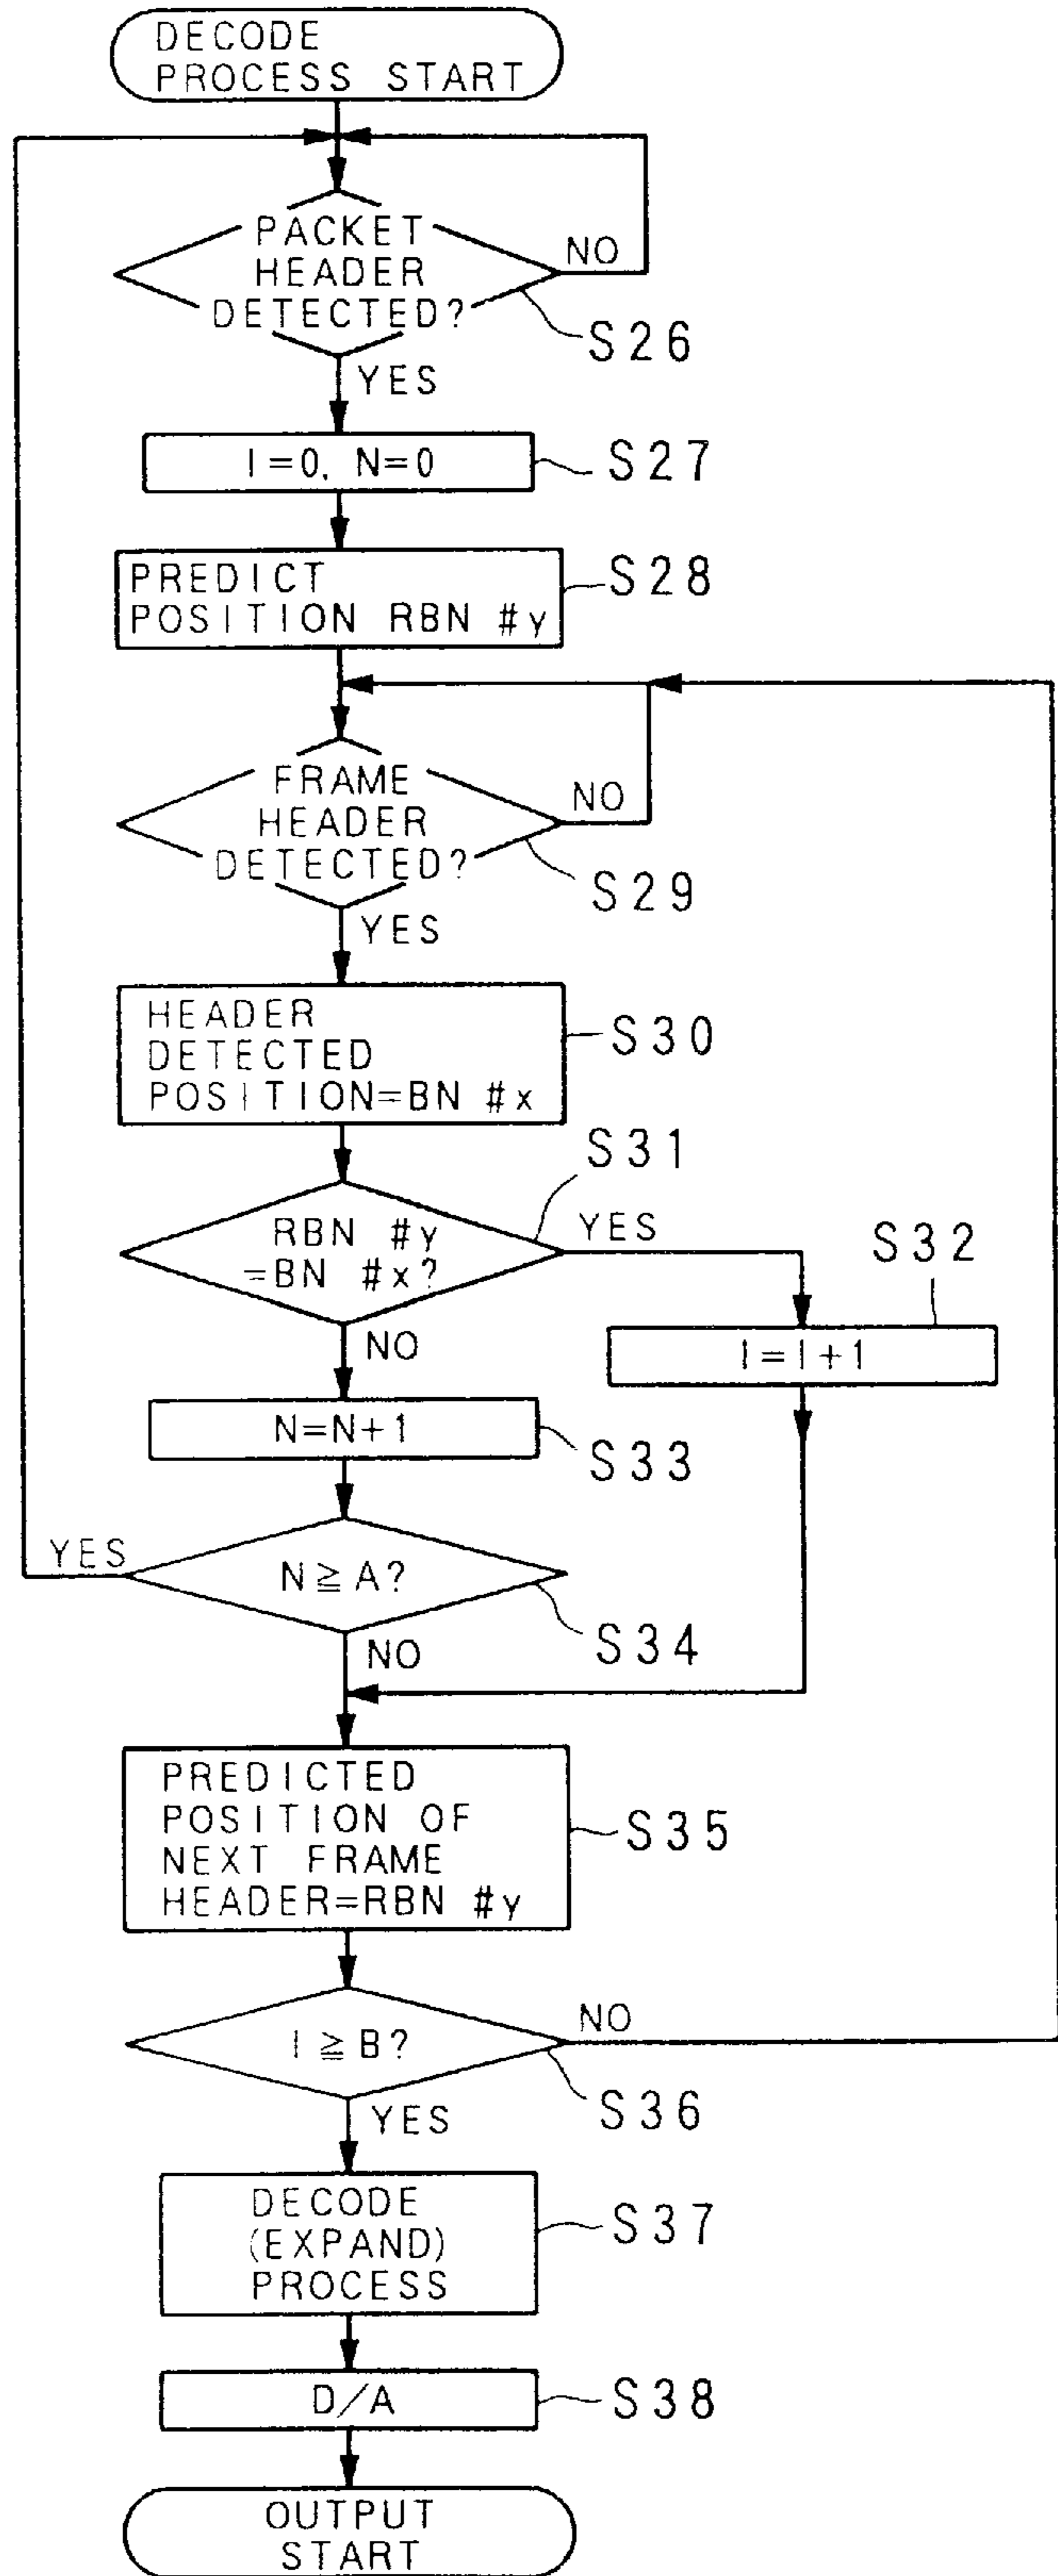 DECODE
PROCESS START
PACKET
HEADER
DETECTED?
NO
S26
YES
I=0, N=0
S27
PREDICT
POSITION RBN #y
S28
FRAME
HEADER
DETECTED?
NO
S29
YES
HEADER
DETECTED
POSITION=BN #x
S30
S31
RBN #y
=BN #x?
YES
S32
NO
I=I+1
N=N+1
S33
YES
N≧A?
S34
NO
PREDICTED
POSITION OF
NEXT FRAME
HEADER=RBN #y
S35
I≧B?
NO
S36
YES
DECODE
(EXPAND)
PROCESS
S37
D/A
S38
OUTPUT
START